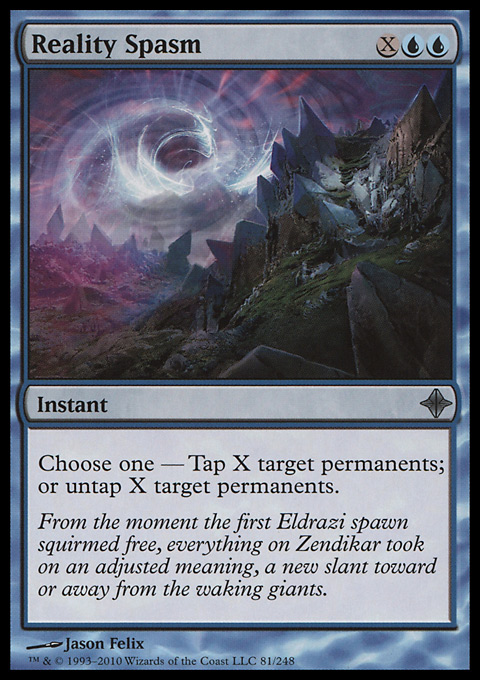 Reality Spasm X
Instant
Choose one — Tap X target permanents;
or untap X target permanents.
From the moment the first Eldrazi spawn
squirmed free, everything on Zendikar took
on an adjusted meaning, a new slant toward
or away from the waking giants.
Jason Felix
™ & © 1993–2010 Wizards of the Coast LLC 81/248